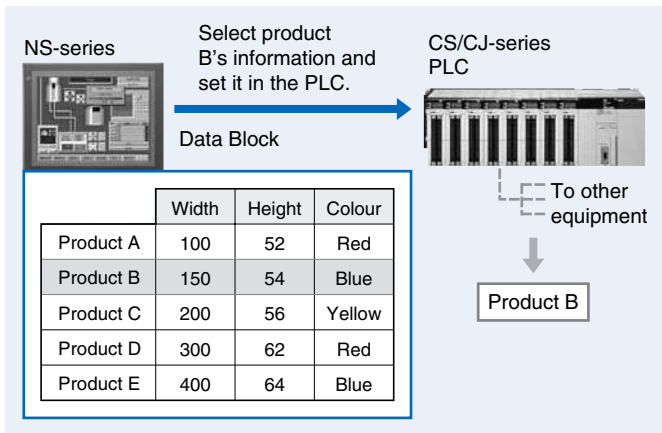 NS-series
Select product
B's information and
set it in the PLC.
CS/CJ-series
PLC
Data Block
Width Height Colour
Product A 100 52 Red
Product B 150 54 Blue
Product C 200 56 Yellow
Product D 300 62 Red
Product E 400 64 Blue
To other
equipment
Product B